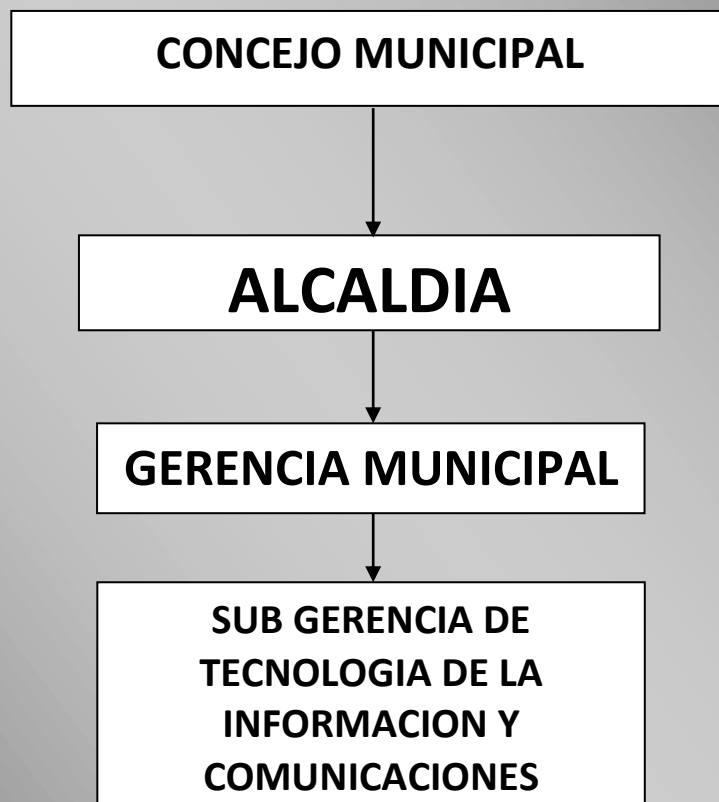 CONCEJO MUNICIPAL
ALCALDIA
GERENCIA MUNICIPAL
SUB GERENCIA DE
TECNOLOGIA DE LA
INFORMACION Y
COMUNICACIONES